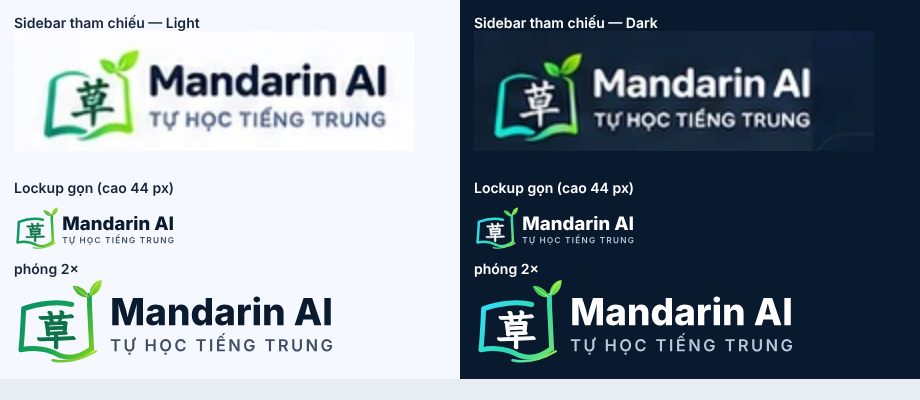 Sidebar tham chiếu — Light
草
Mandarin AI
TỰ HỌC TIẾNG TRUNG
Lockup gọn (cao 44 px)
草
Mandarin AI
TỰ HỌC TIẾNG TRUNG
phóng 2×
草
Mandarin AI
TỰ HỌC TIẾNG TRUNG
Sidebar tham chiếu — Dark
草
Mandarin AI
TỰ HỌC TIẾNG TRUNG
Lockup gọn (cao 44 px)
草
Mandarin AI
TỰ HỌC TIẾNG TRUNG
phóng 2×
草
Mandarin AI
TỰ HỌC TIẾNG TRUNG